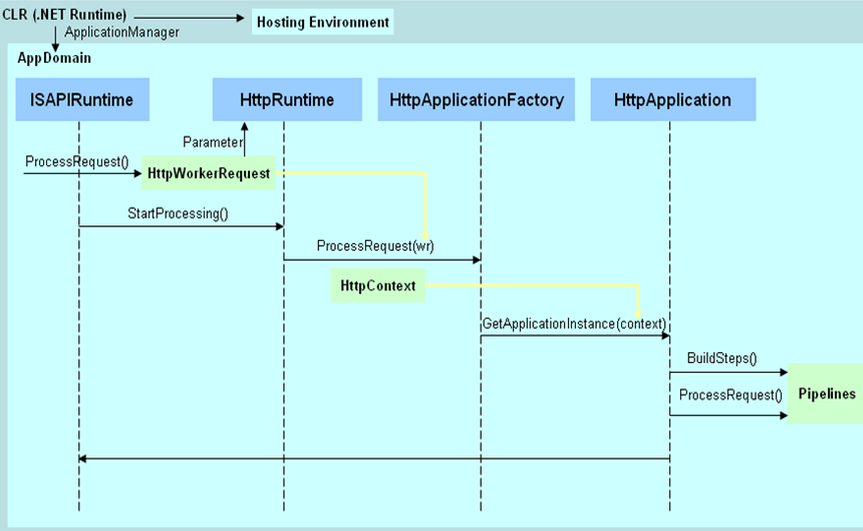 CLR (.NET Runtime)
Hosting Environment
ApplicationManager
AppDomain
ISAPIRuntime
HttpRuntime
HttpApplicationFactory
HttpApplication
Parameter
ProcessRequest()
HttpWorkerRequest
StartProcessing()
ProcessRequest(wr)
HttpContext
GetApplicationInstance(context)
BuildSteps()
ProcessRequest()
Pipelines